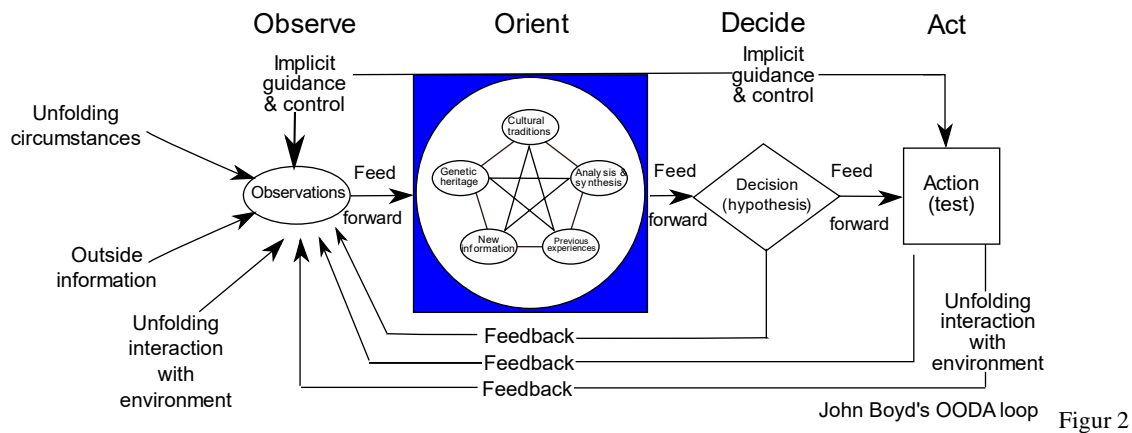 Observe
Orient
Decide
Act
Implicit
guidance
& control
Implicit
guidance
& control
Unfolding
circumstances
Observations
Feed
forward
Cultural
traditions
Genetic
heritage
Analysis &
synthesis
New
information
Previous
experiences
Feed
forward
Decision
(hypothesis)
Feed
forward
Action
(test)
Outside
information
Unfolding
interaction
with
environment
Feedback
Feedback
Feedback
Unfolding
interaction
with
environment
John Boyd's OODA loop
Figur 2